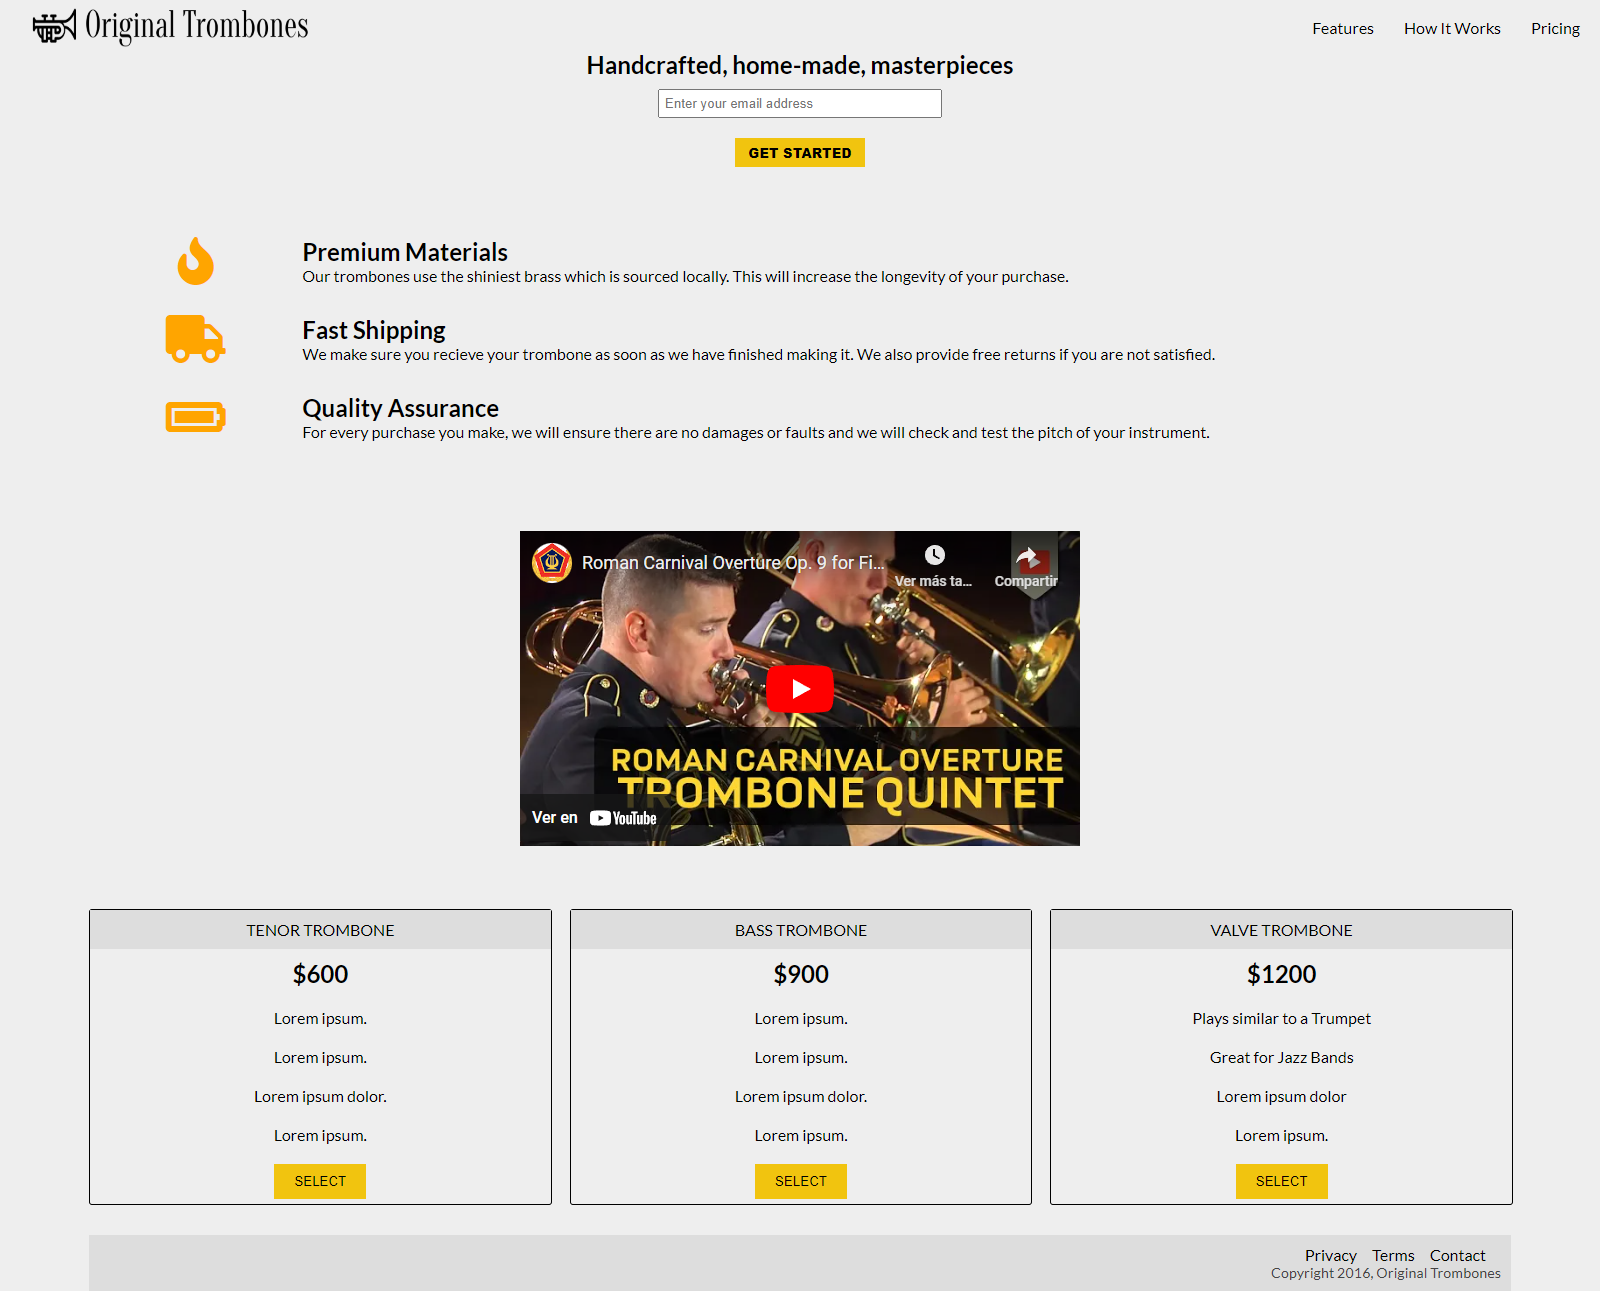 Original Trombones
Features How It Works Pricing
Handcrafted, home-made, masterpieces
Enter your email address
GET STARTED
Premium Materials
Our trombones use the shiniest brass which is sourced locally. This will increase the longevity of your purchase.
Fast Shipping
We make sure you recieve your trombone as soon as we have finished making it. We also provide free returns if you are not satisfied.
Quality Assurance
For every purchase you make, we will ensure there are no damages or faults and we will check and test the pitch of your instrument.
Roman Carnival Overture Op. 9 for Fi...
Ver más ta... Compartir
ROMAN CARNIVAL OVERTURE
TROMBONE QUINTET
Ver en YouTube
TENOR TROMBONE
$600
Lorem ipsum.
Lorem ipsum.
Lorem ipsum dolor.
Lorem ipsum.
SELECT
BASS TROMBONE
$900
Lorem ipsum.
Lorem ipsum.
Lorem ipsum dolor.
Lorem ipsum.
SELECT
VALVE TROMBONE
$1200
Plays similar to a Trumpet
Great for Jazz Bands
Lorem ipsum dolor
Lorem ipsum.
SELECT
Privacy Terms Contact
Copyright 2016, Original Trombones